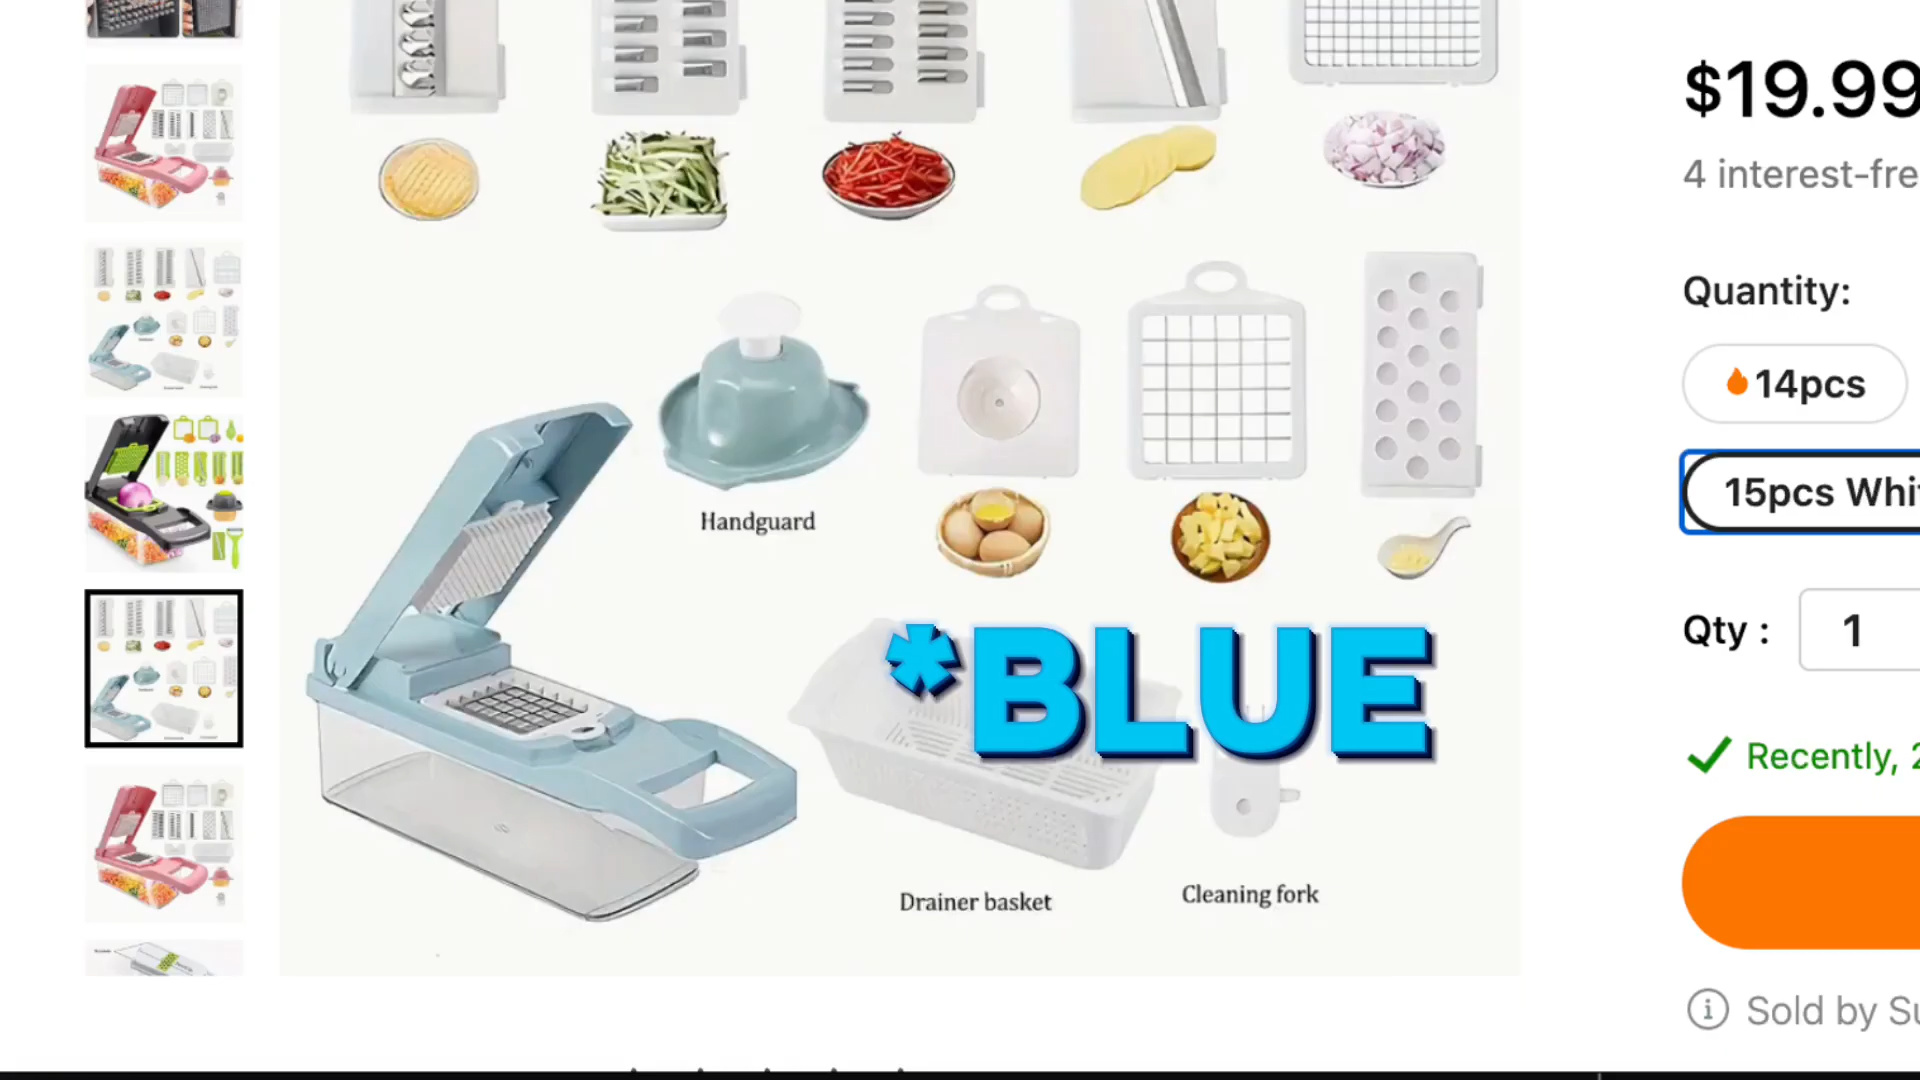 $19.99
4 interest-fre
Quantity:
14pcs
15pcs Whi
Handguard
*BLUE
Qty : 1
Recently, 2
Drainer basket
Cleaning fork
Sold by Su